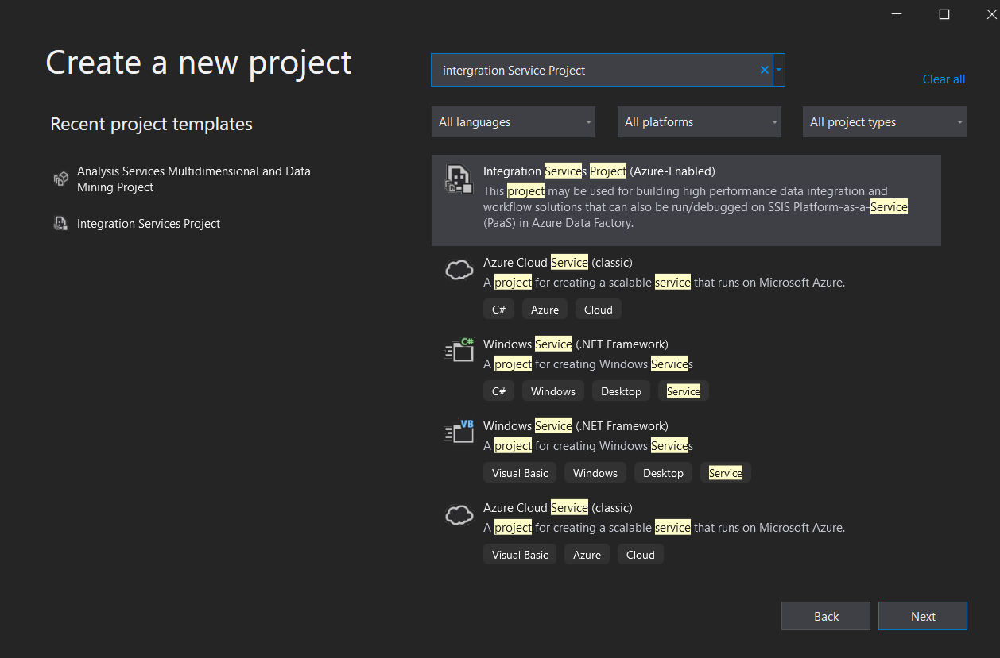 Create a new project
intergration Service Project
Clear all
Recent project templates
All languages
All platforms
All project types
Analysis Services Multidimensional and Data
Mining Project
Integration Services Project
Integration Services Project (Azure-Enabled)
This project may be used for building high performance data integration and
workflow solutions that can also be run/debugged on SSIS Platform-as-a-Service
(PaaS) in Azure Data Factory.
Azure Cloud Service (classic)
A project for creating a scalable service that runs on Microsoft Azure.
C# Azure Cloud
C#
Windows Service (.NET Framework)
A project for creating Windows Services
C# Windows Desktop Service
VB
Windows Service (.NET Framework)
A project for creating Windows Services
Visual Basic Windows Desktop Service
Azure Cloud Service (classic)
A project for creating a scalable service that runs on Microsoft Azure.
Visual Basic Azure Cloud
Back
Next